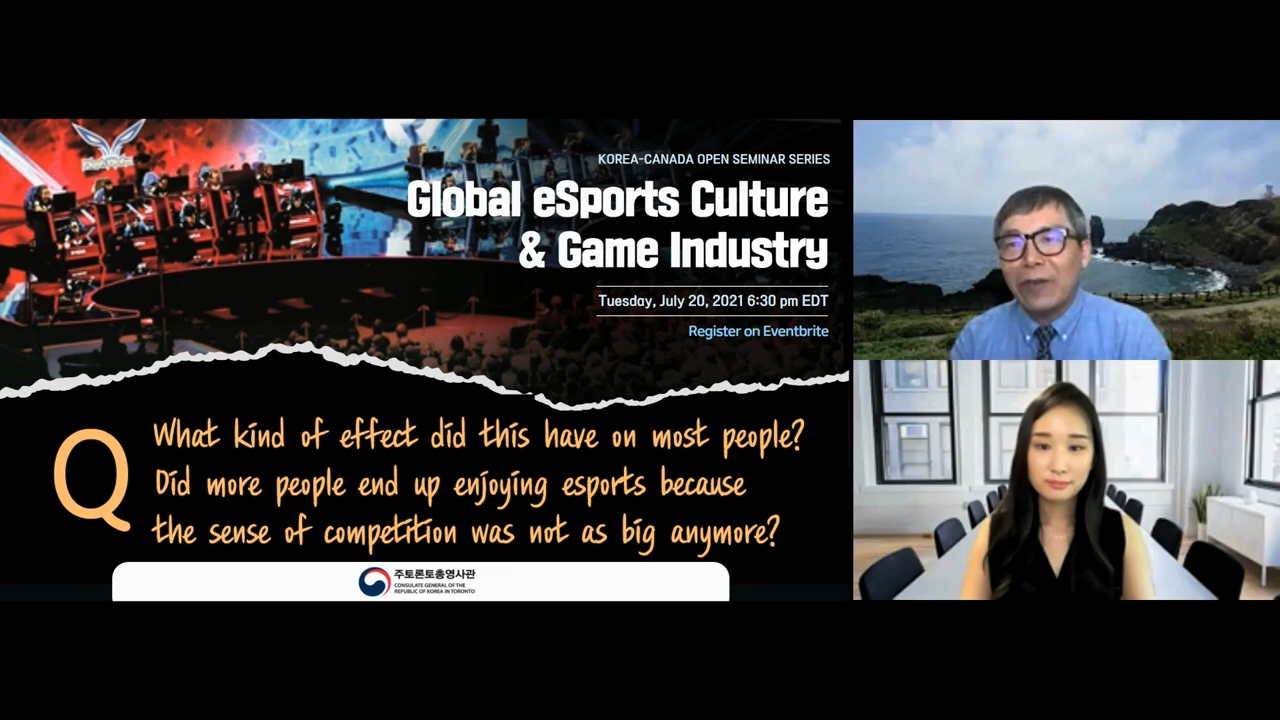 KOREA-CANADA OPEN SEMINAR SERIES
Global eSports Culture
& Game Industry
Tuesday, July 20, 2021 6:30 pm EDT
Register on Eventbrite
Q
What kind of effect did this have on most people?
Did more people end up enjoying esports because
the sense of competition was not as big anymore?
주토론토총영사관
CONSULATE GENERAL OF THE
REPUBLIC OF KOREA IN TORONTO